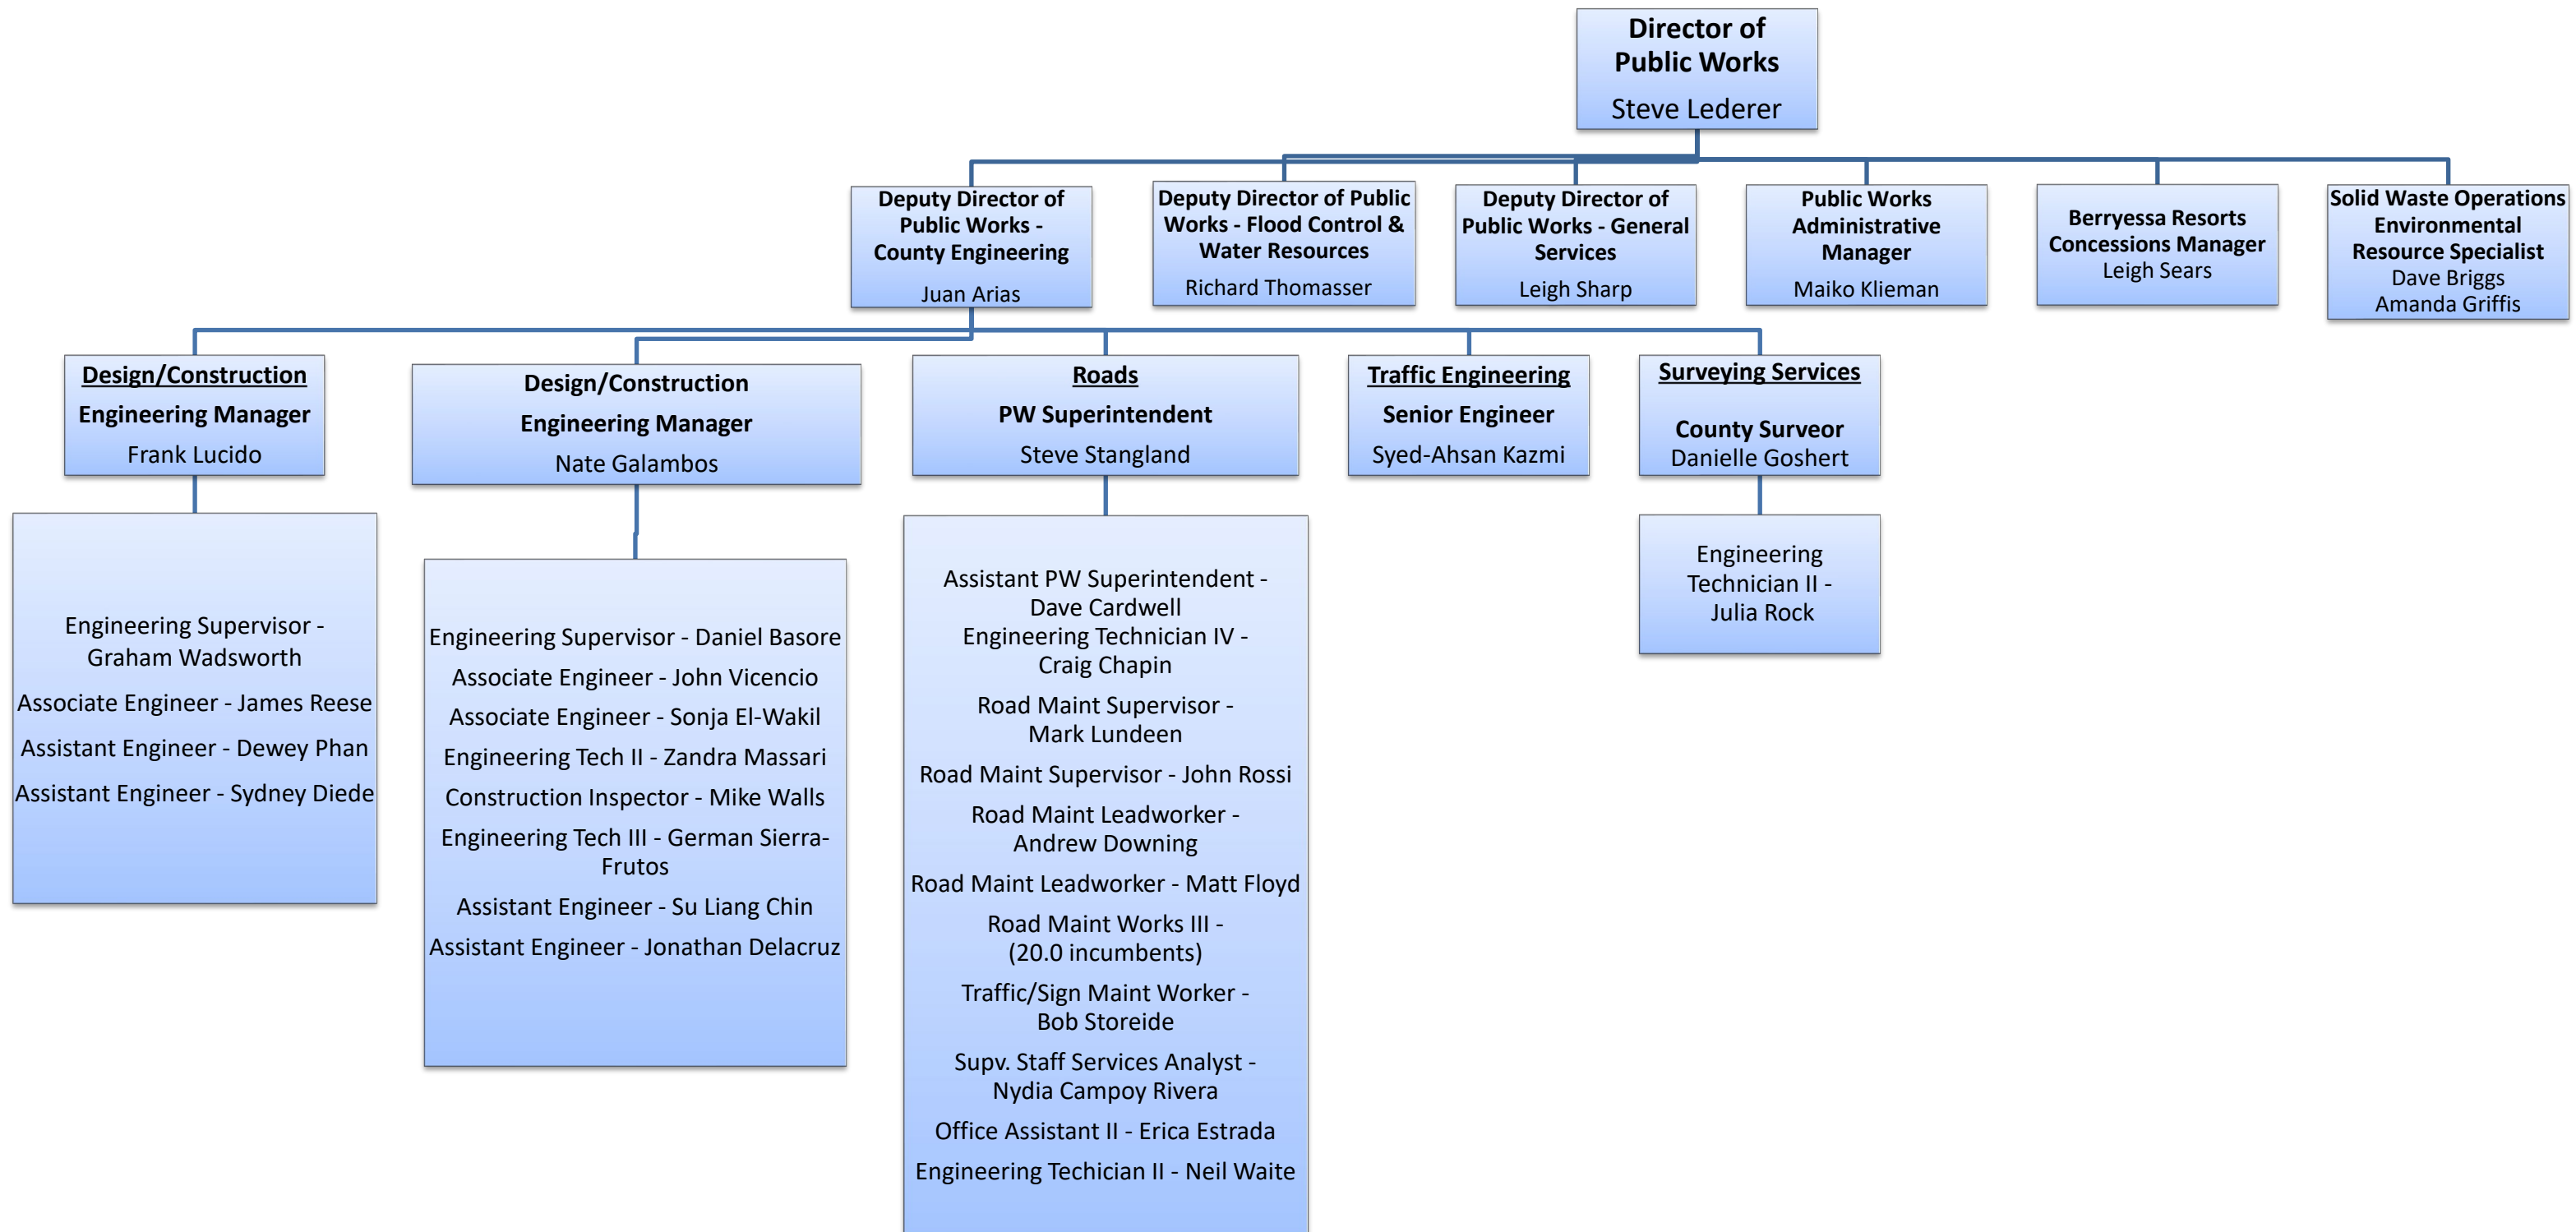 Director of
Public Works
Steve Lederer
Deputy Director of
Public Works -
County Engineering
Juan Arias
Deputy Director of Public
Works - Flood Control &
Water Resources
Richard Thomasser
Deputy Director of
Public Works - General
Services
Leigh Sharp
Public Works
Administrative
Manager
Maiko Klieman
Berryessa Resorts
Concessions Manager
Leigh Sears
Solid Waste Operations
Environmental
Resource Specialist
Dave Briggs
Amanda Griffis
Design/Construction
Engineering Manager
Frank Lucido
Design/Construction
Engineering Manager
Nate Galambos
Roads
PW Superintendent
Steve Stangland
Traffic Engineering
Senior Engineer
Syed-Ahsan Kazmi
Surveying Services
County Surveor
Danielle Goshert
Engineering Supervisor -
Graham Wadsworth
Associate Engineer - James Reese
Assistant Engineer - Dewey Phan
Assistant Engineer - Sydney Diede
Engineering Supervisor - Daniel Basore
Associate Engineer - John Vicencio
Associate Engineer - Sonja El-Wakil
Engineering Tech II - Zandra Massari
Construction Inspector - Mike Walls
Engineering Tech III - German Sierra-
Frutos
Assistant Engineer - Su Liang Chin
Assistant Engineer - Jonathan Delacruz
Assistant PW Superintendent -
Dave Cardwell
Engineering Technician IV -
Craig Chapin
Road Maint Supervisor -
Mark Lundeen
Road Maint Supervisor - John Rossi
Road Maint Leadworker -
Andrew Downing
Road Maint Leadworker - Matt Floyd
Road Maint Works III -
(20.0 incumbents)
Traffic/Sign Maint Worker -
Bob Storeide
Supv. Staff Services Analyst -
Nydia Campoy Rivera
Office Assistant II - Erica Estrada
Engineering Techician II - Neil Waite
Engineering
Technician II -
Julia Rock